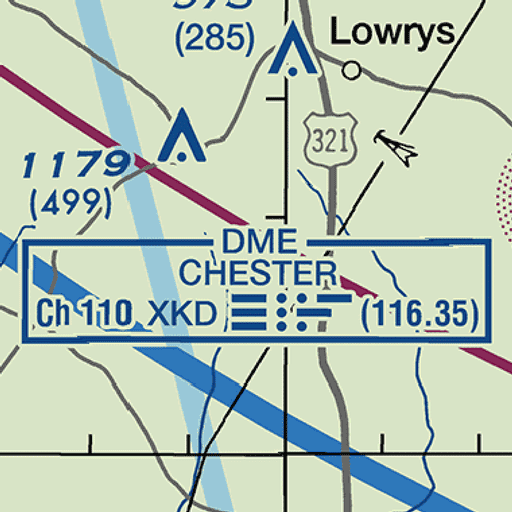 (285)
Lowrys
321
1179
(499)
DME
CHESTER
Ch 110 XKD (116.35)